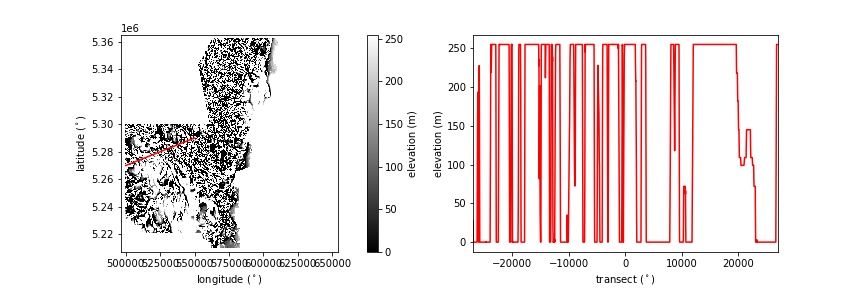 1e6
5.36
5.34
5.32
5.30
5.28
5.26
5.24
5.22
latitude (°)
500000 525000 550000 575000 600000 625000 650000
longitude (°)
250
200
150
100
50
0
elevation (m)
250
200
150
100
50
0
elevation (m)
−20000 −10000 0 10000 20000
transect (°)